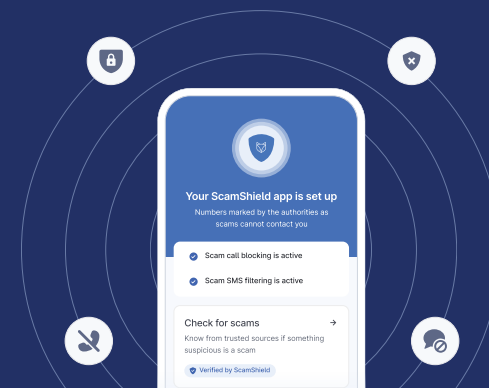 Your ScamShield app is set up
Numbers marked by the authorities as
scams cannot contact you
Scam call blocking is active
Scam SMS filtering is active
Check for scams
Know from trusted sources if something
suspicious is a scam
Verified by ScamShield